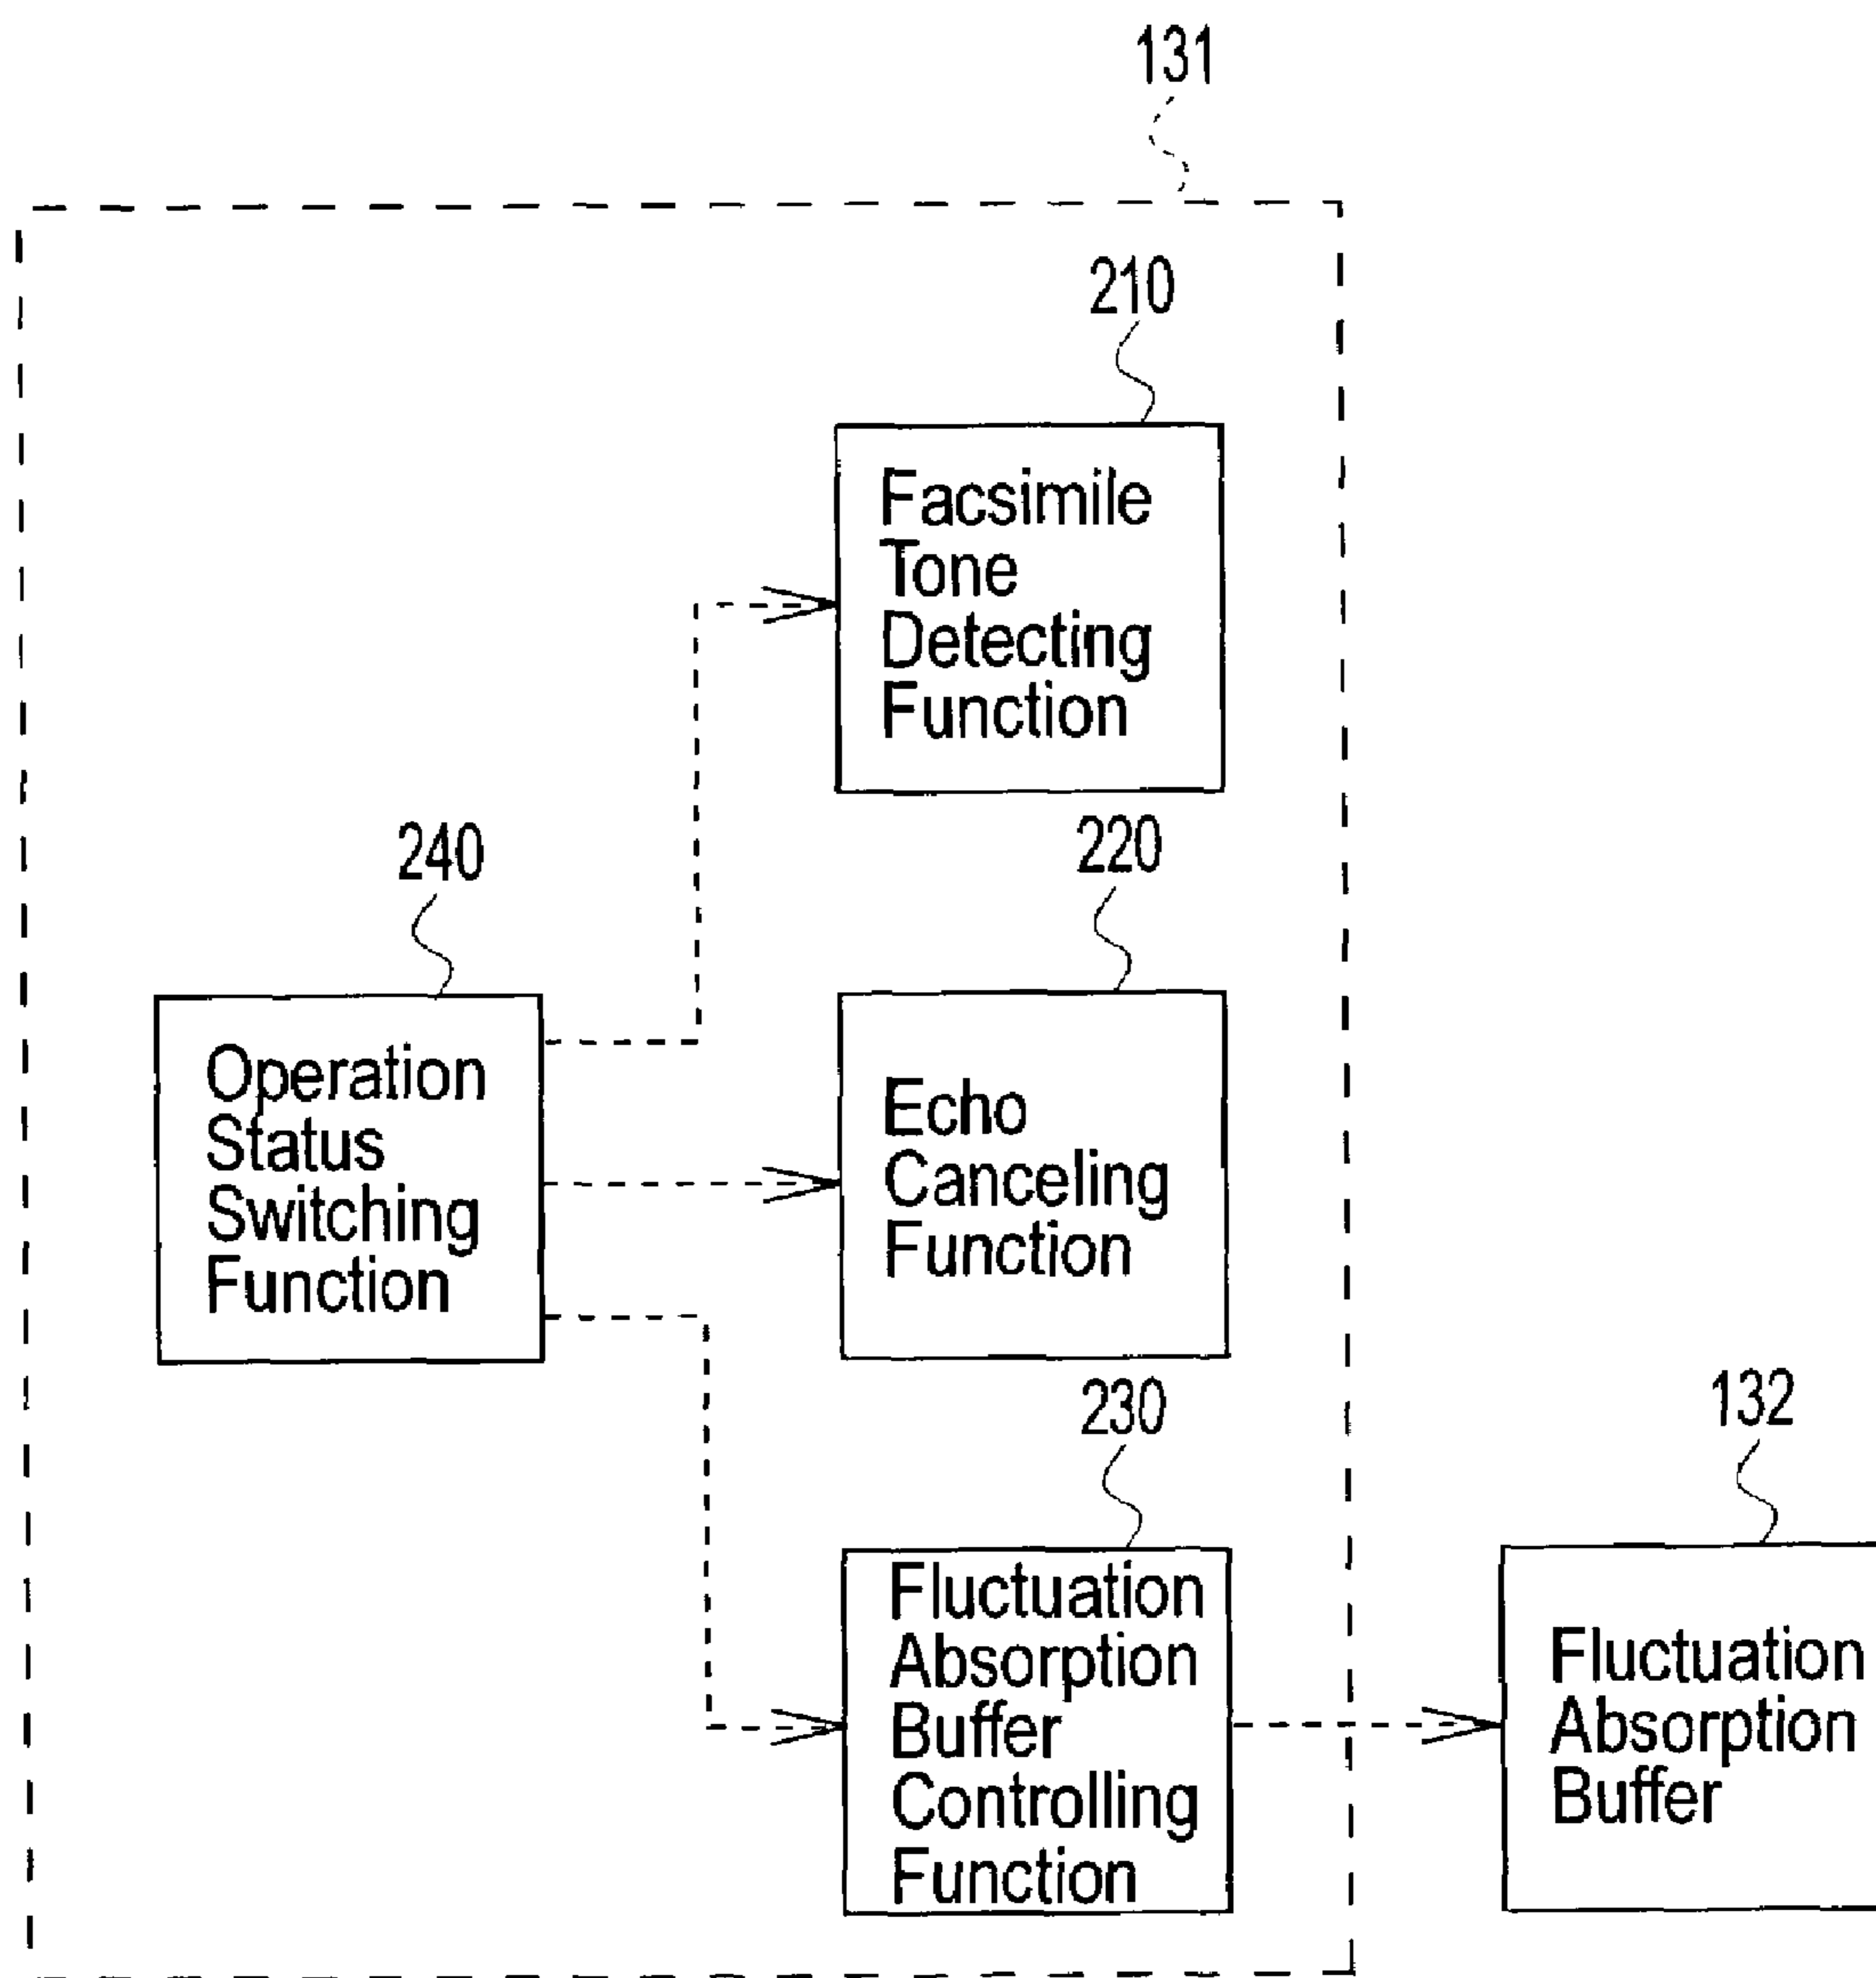 131
210
Facsimile
Tone
Detecting
Function
240
Operation
Status
Switching
Function
220
Echo
Canceling
Function
230
Fluctuation
Absorption
Buffer
Controlling
Function
132
Fluctuation
Absorption
Buffer